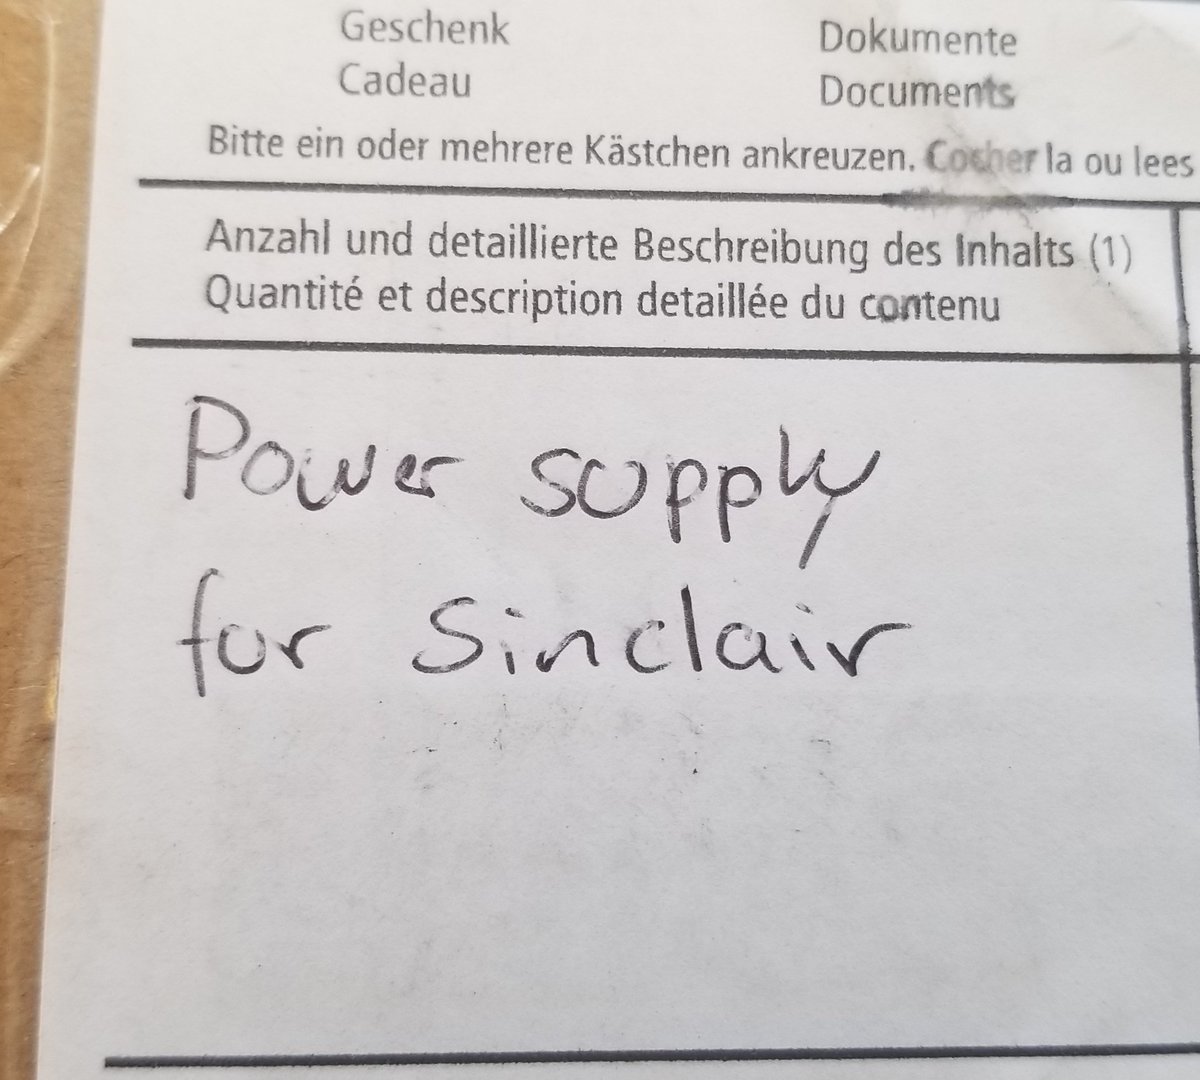 Geschenk
Cadeau
Dokumente
Documents
Bitte ein oder mehrere Kästchen ankreuzen. Cocher la ou lees
Anzahl und detaillierte Beschreibung des Inhalts (1)
Quantité et description detaillée du contenu
Power supply
for Sinclair